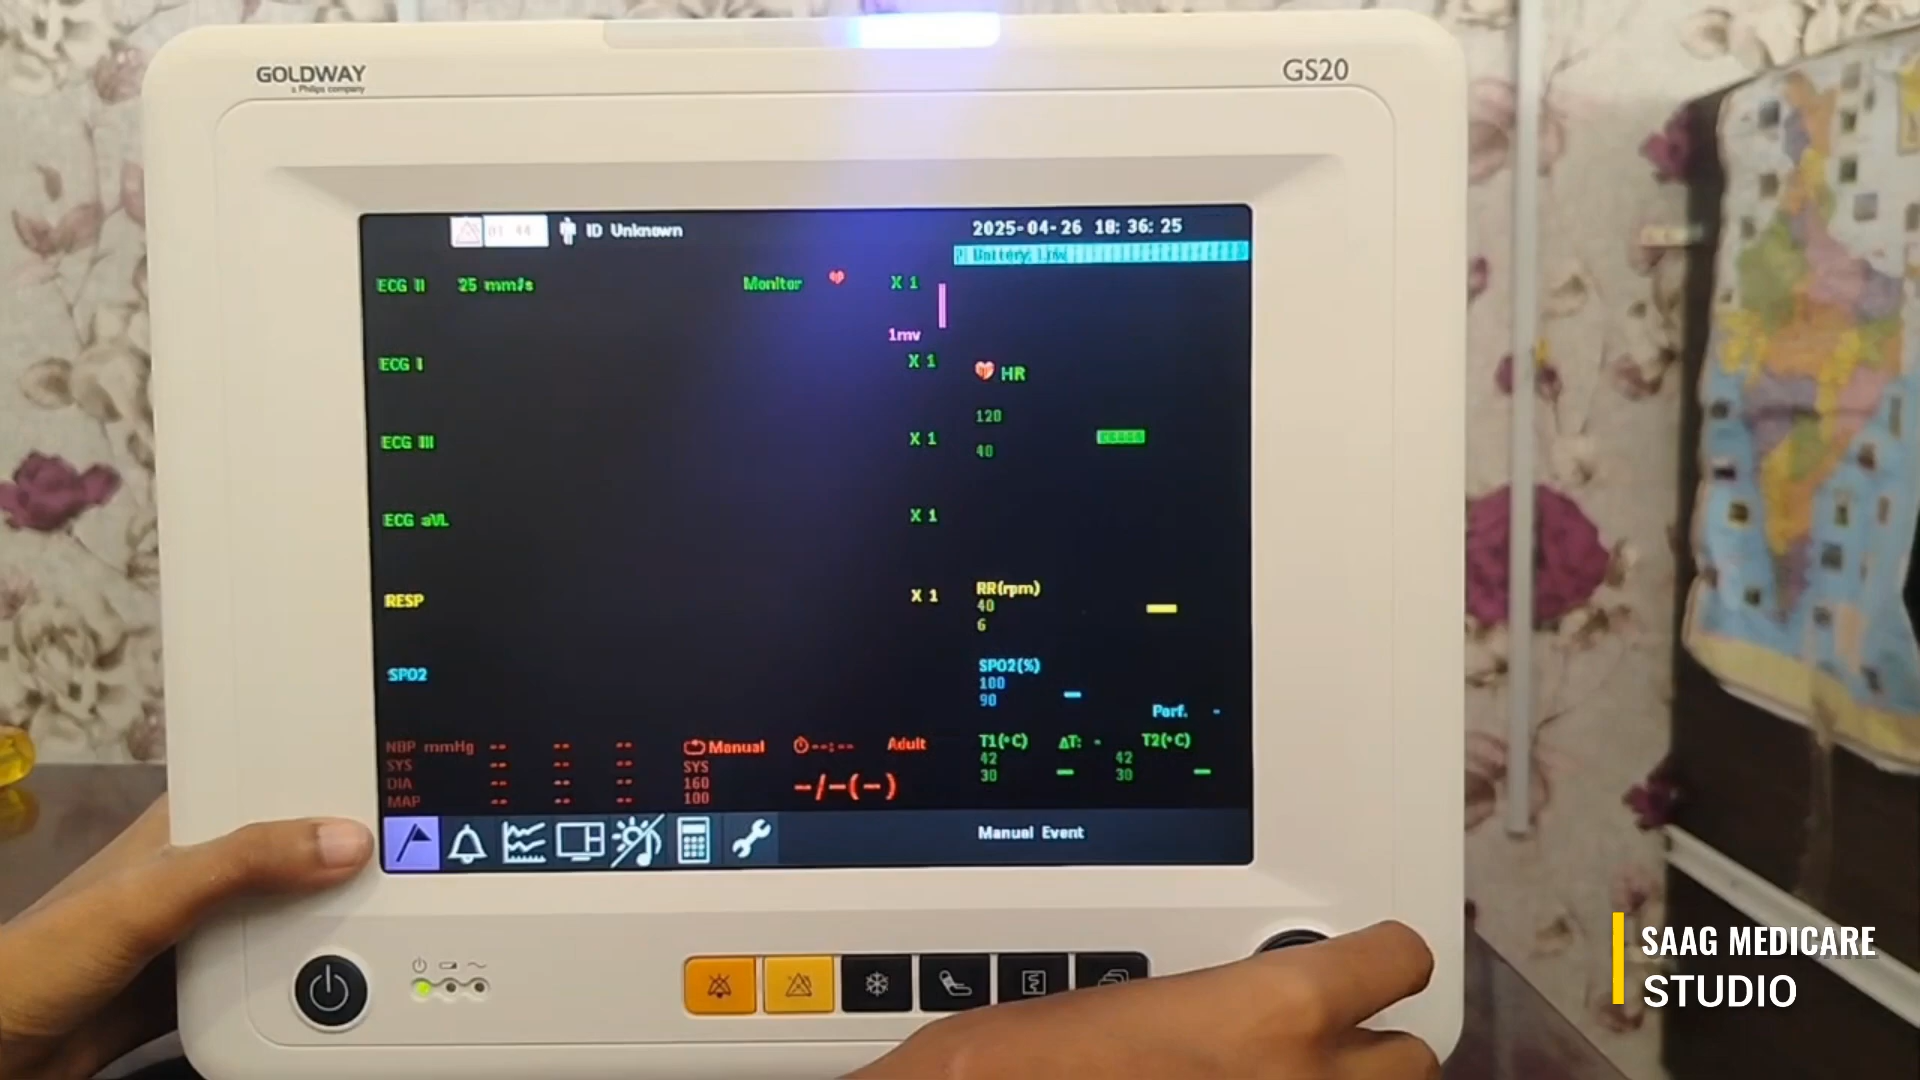 GOLDWAY
a Philips company
GS20
01:44 ID Unknown
2025-04-26 18:36:25
Battery Low
ECG II 25 mm/s Monitor X 1
1mv
ECG I X 1
HR
120
40
ECG III X 1
ECG aVL X 1
RESP X 1
RR(rpm)
40
6
SPO2
SPO2(%)
100
90
Perf. -
NBP mmHg -- -- --
SYS -- -- --
DIA -- -- --
MAP -- -- --
Manual --:-- Adult
SYS
160
100
-/-(-)
T1(°C) ΔT: - T2(°C)
42 42
30 30
Manual Event
SAAG MEDICARE
STUDIO